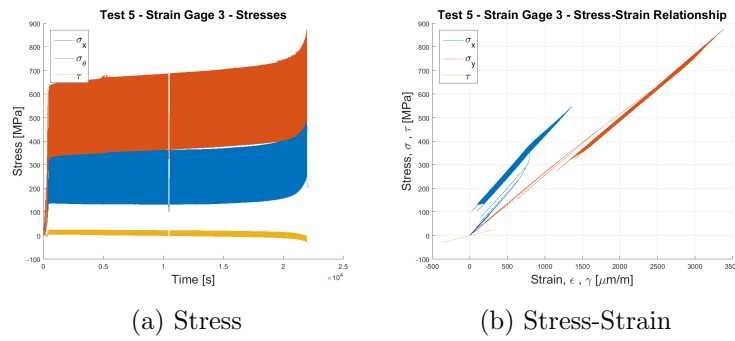 Test 5 - Strain Gage 3 - Stresses
σx
σθ
τ
900
800
700
600
500
400
300
200
100
0
-100
Stress [MPa]
0
0.5
1
1.5
2
2.5
×10⁴
Time [s]
(a) Stress
Test 5 - Strain Gage 3 - Stress-Strain Relationship
σx
σy
τ
900
800
700
600
500
400
300
200
100
0
-100
Stress, σ , τ [MPa]
-500
0
500
1000
1500
2000
2500
3000
3500
Strain, ϵ , γ [μm/m]
(b) Stress-Strain